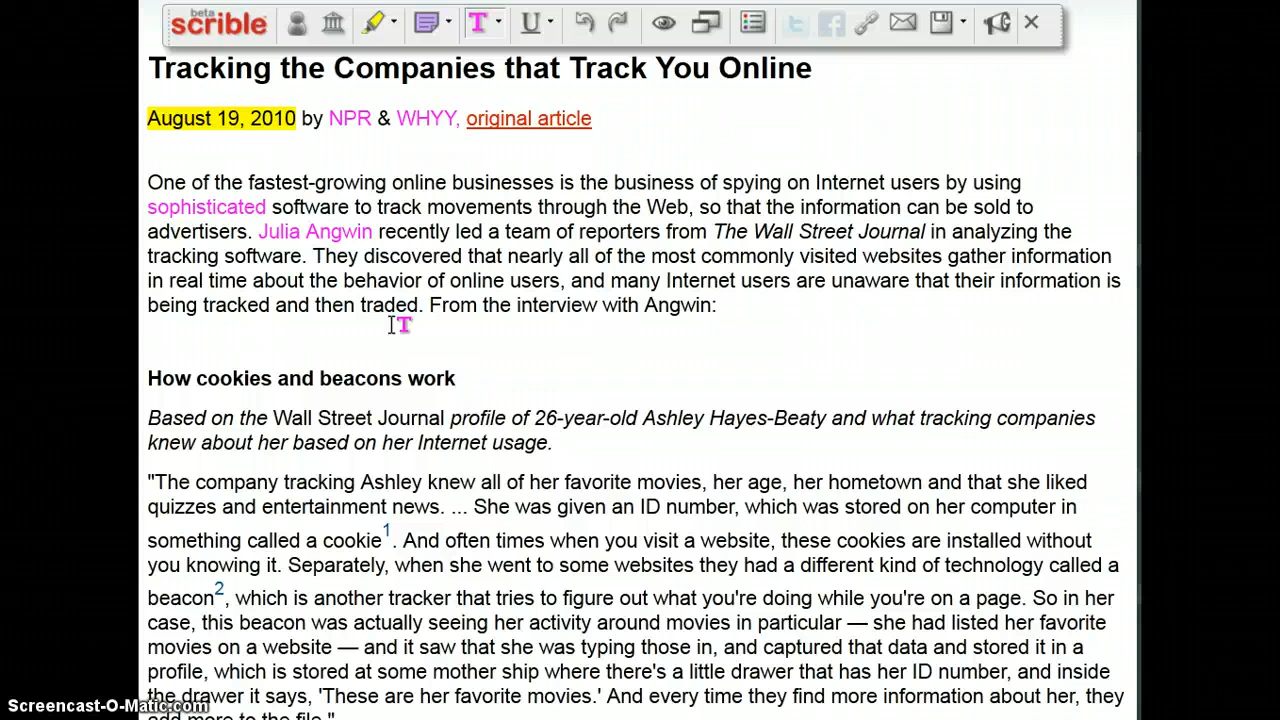 beta
scrible
T
U
Tracking the Companies that Track You Online
August 19, 2010 by NPR & WHYY, original article
One of the fastest-growing online businesses is the business of spying on Internet users by using
sophisticated software to track movements through the Web, so that the information can be sold to
advertisers. Julia Angwin recently led a team of reporters from The Wall Street Journal in analyzing the
tracking software. They discovered that nearly all of the most commonly visited websites gather information
in real time about the behavior of online users, and many Internet users are unaware that their information is
being tracked and then traded. From the interview with Angwin:
T
How cookies and beacons work
Based on the Wall Street Journal profile of 26-year-old Ashley Hayes-Beaty and what tracking companies
knew about her based on her Internet usage.
"The company tracking Ashley knew all of her favorite movies, her age, her hometown and that she liked
quizzes and entertainment news. ... She was given an ID number, which was stored on her computer in
something called a cookie1. And often times when you visit a website, these cookies are installed without
you knowing it. Separately, when she went to some websites they had a different kind of technology called a
beacon2, which is another tracker that tries to figure out what you're doing while you're on a page. So in her
case, this beacon was actually seeing her activity around movies in particular — she had listed her favorite
movies on a website — and it saw that she was typing those in, and captured that data and stored it in a
profile, which is stored at some mother ship where there's a little drawer that has her ID number, and inside
the drawer it says, 'These are her favorite movies.' And every time they find more information about her, they
add more to the file."
Screencast-O-Matic.com